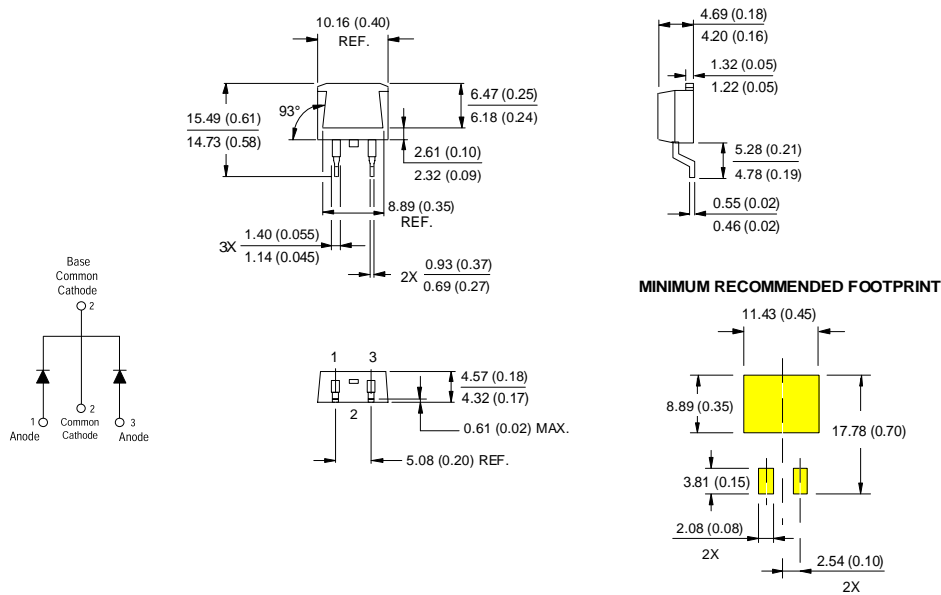 10.16 (0.40)
REF.
93°
15.49 (0.61)
14.73 (0.58)
6.47 (0.25)
6.18 (0.24)
2.61 (0.10)
2.32 (0.09)
8.89 (0.35)
REF.
3X
1.40 (0.055)
1.14 (0.045)
2X
0.93 (0.37)
0.69 (0.27)
4.69 (0.18)
4.20 (0.16)
1.32 (0.05)
1.22 (0.05)
5.28 (0.21)
4.78 (0.19)
0.55 (0.02)
0.46 (0.02)
Base
Common
Cathode
2
1
Anode
2
Common
Cathode
3
Anode
1 3
2
4.57 (0.18)
4.32 (0.17)
0.61 (0.02) MAX.
5.08 (0.20) REF.
MINIMUM RECOMMENDED FOOTPRINT
11.43 (0.45)
8.89 (0.35)
17.78 (0.70)
3.81 (0.15)
2.08 (0.08)
2X
2.54 (0.10)
2X